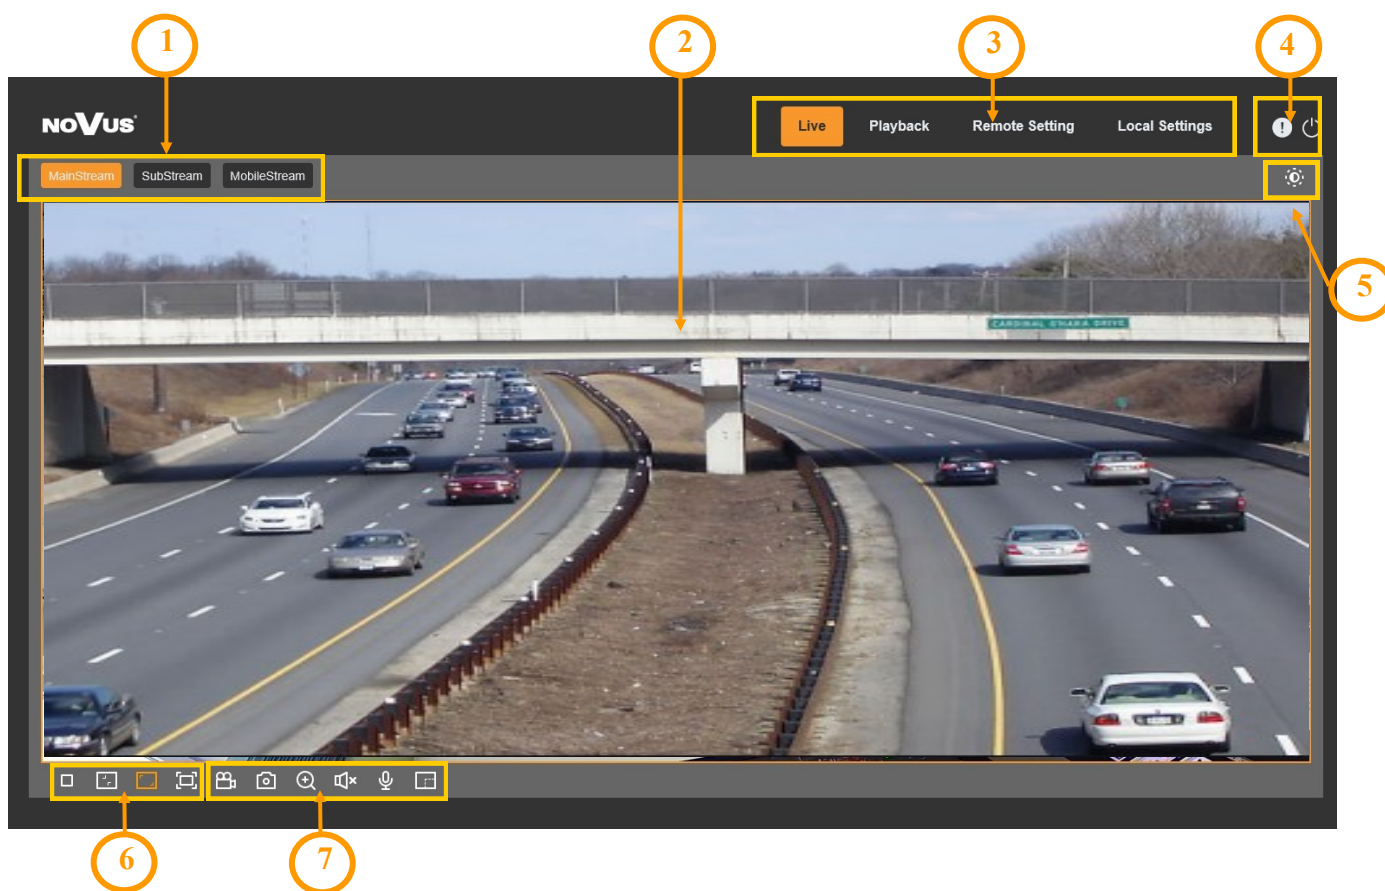 1
2
3
4
NOVUS
Live Playback Remote Setting Local Settings
MainStream SubStream MobileStream
5
CARDINAL O'HARA DRIVE
6
7